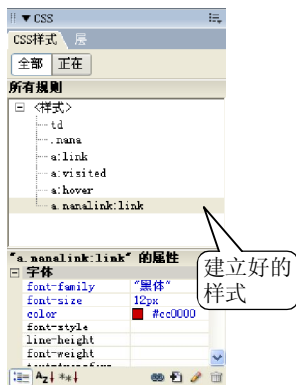 CSS
CSS样式 层
全部 正在
所有规则
<样式>
td
.nana
a:link
a:visited
a:hover
a.nanalink:link
建立好的
样式
"a.nanalink:link" 的属性
字体
font-family "黑体"
font-size 12px
color #cc0000
font-style
line-height
font-weight